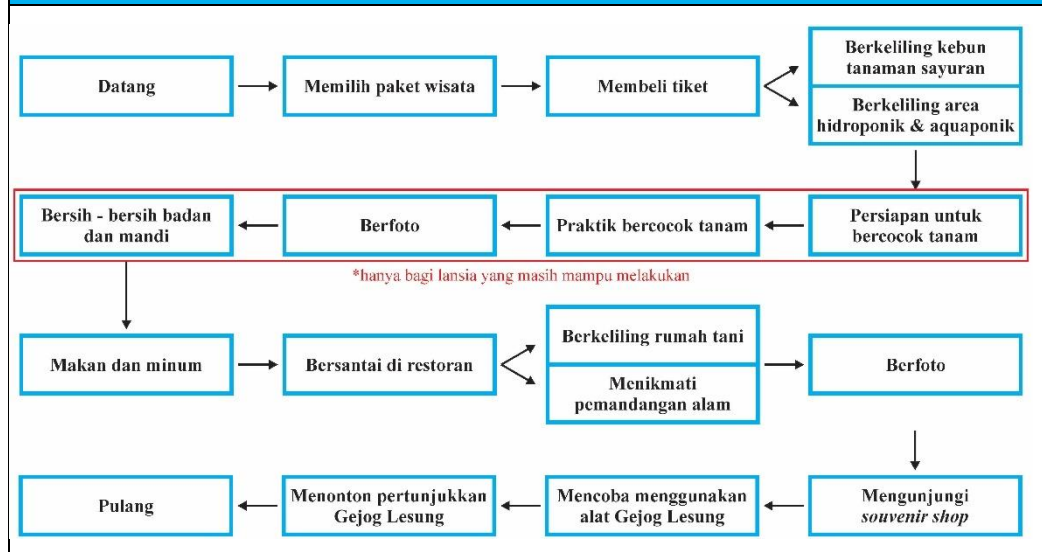 Datang
Memilih paket wisata
Membeli tiket
Berkeliling kebun
tanaman sayuran
Berkeliling area
hidroponik & aquaponik
Bersih - bersih badan
dan mandi
Berfoto
Praktik bercocok tanam
Persiapan untuk
bercocok tanam
*hanya bagi lansia yang masih mampu melakukan
Makan dan minum
Bersantai di restoran
Berkeliling rumah tani
Menikmati
pemandangan alam
Berfoto
Pulang
Menonton pertunjukkan
Gejog Lesung
Mencoba menggunakan
alat Gejog Lesung
Mengunjungi
souvenir shop